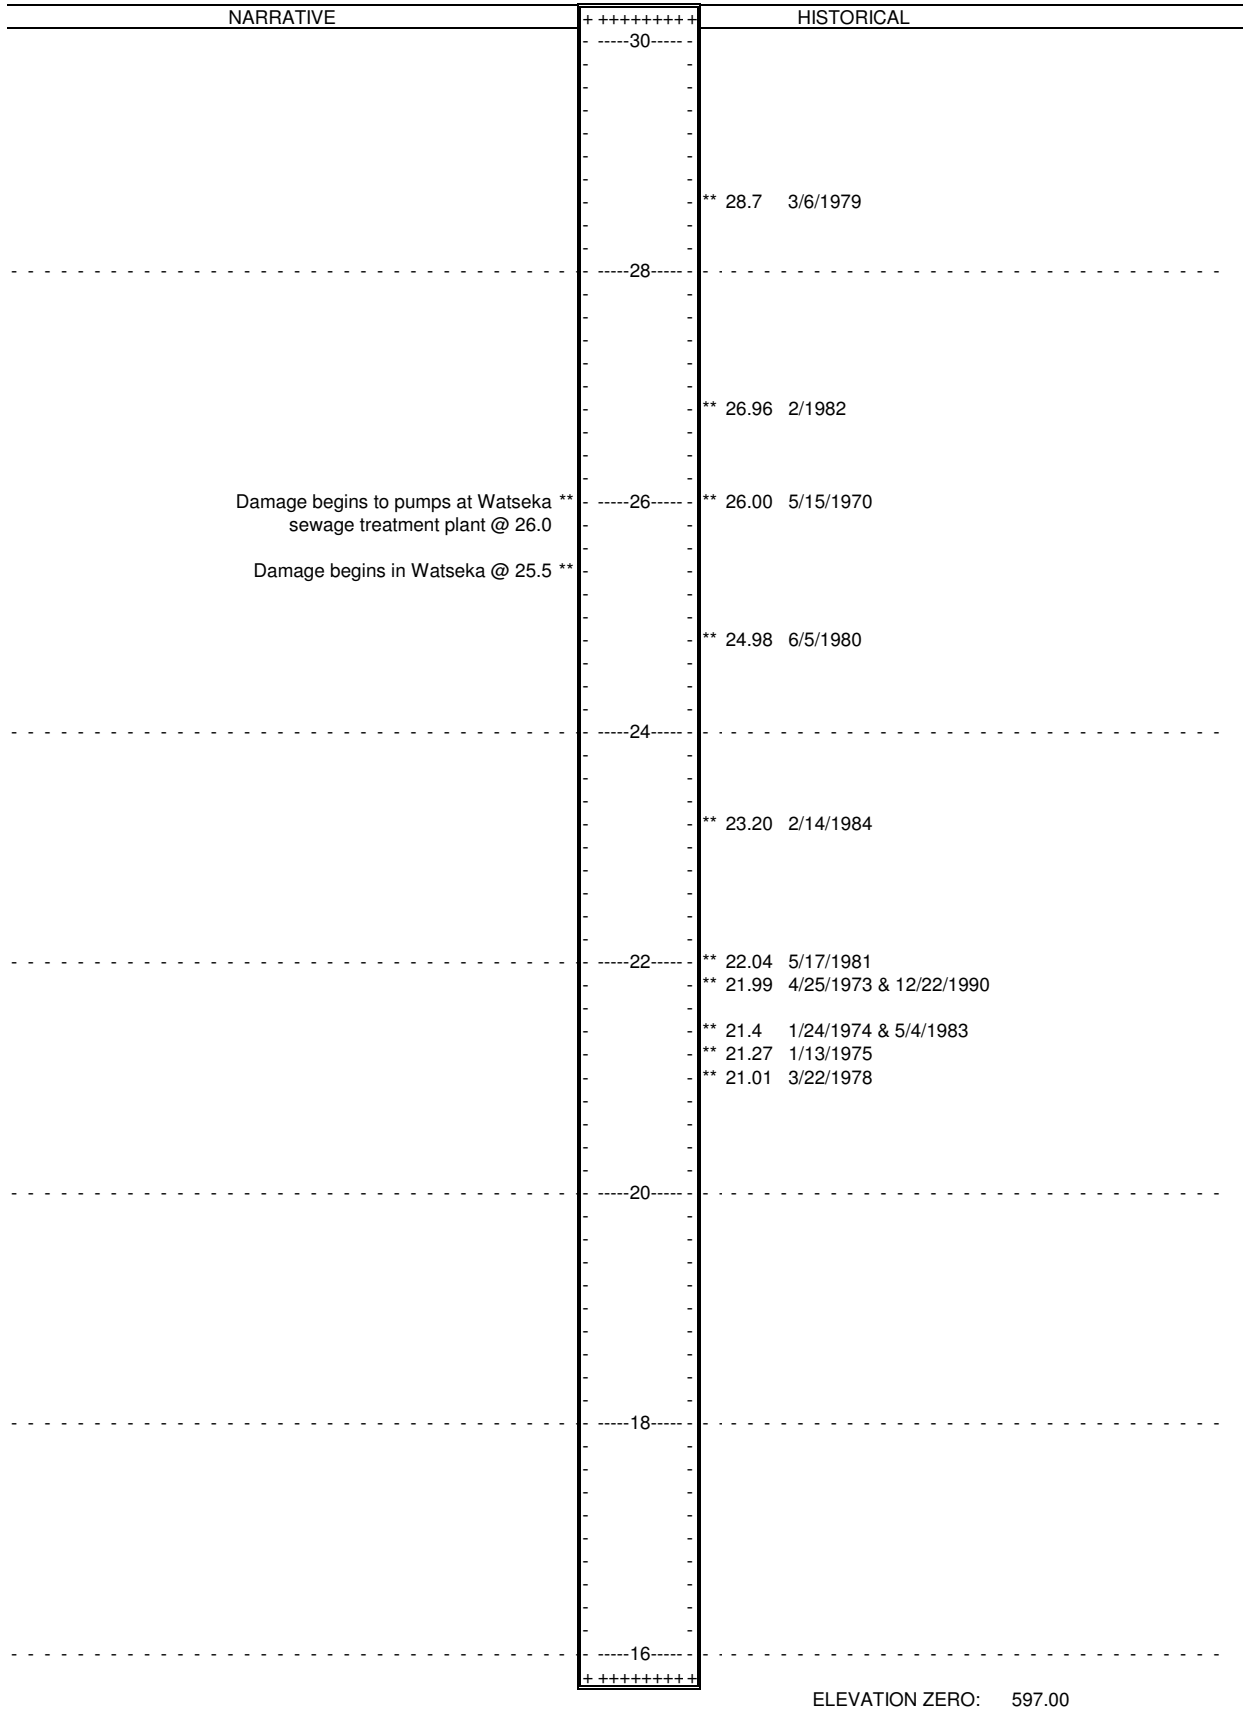 NARRATIVE + ++++++++ + HISTORICAL
- -----30----- -
** 28.7 3/6/1979
- -----28----- -
** 26.96 2/1982
Damage begins to pumps at Watseka ** - -----26----- - ** 26.00 5/15/1970
sewage treatment plant @ 26.0
Damage begins in Watseka @ 25.5 **
** 24.98 6/5/1980
- -----24----- -
** 23.20 2/14/1984
- -----22----- - ** 22.04 5/17/1981
** 21.99 4/25/1973 & 12/22/1990
** 21.4 1/24/1974 & 5/4/1983
** 21.27 1/13/1975
** 21.01 3/22/1978
- -----20----- -
- -----18----- -
- -----16----- -
+ +++++++++ +
ELEVATION ZERO: 597.00